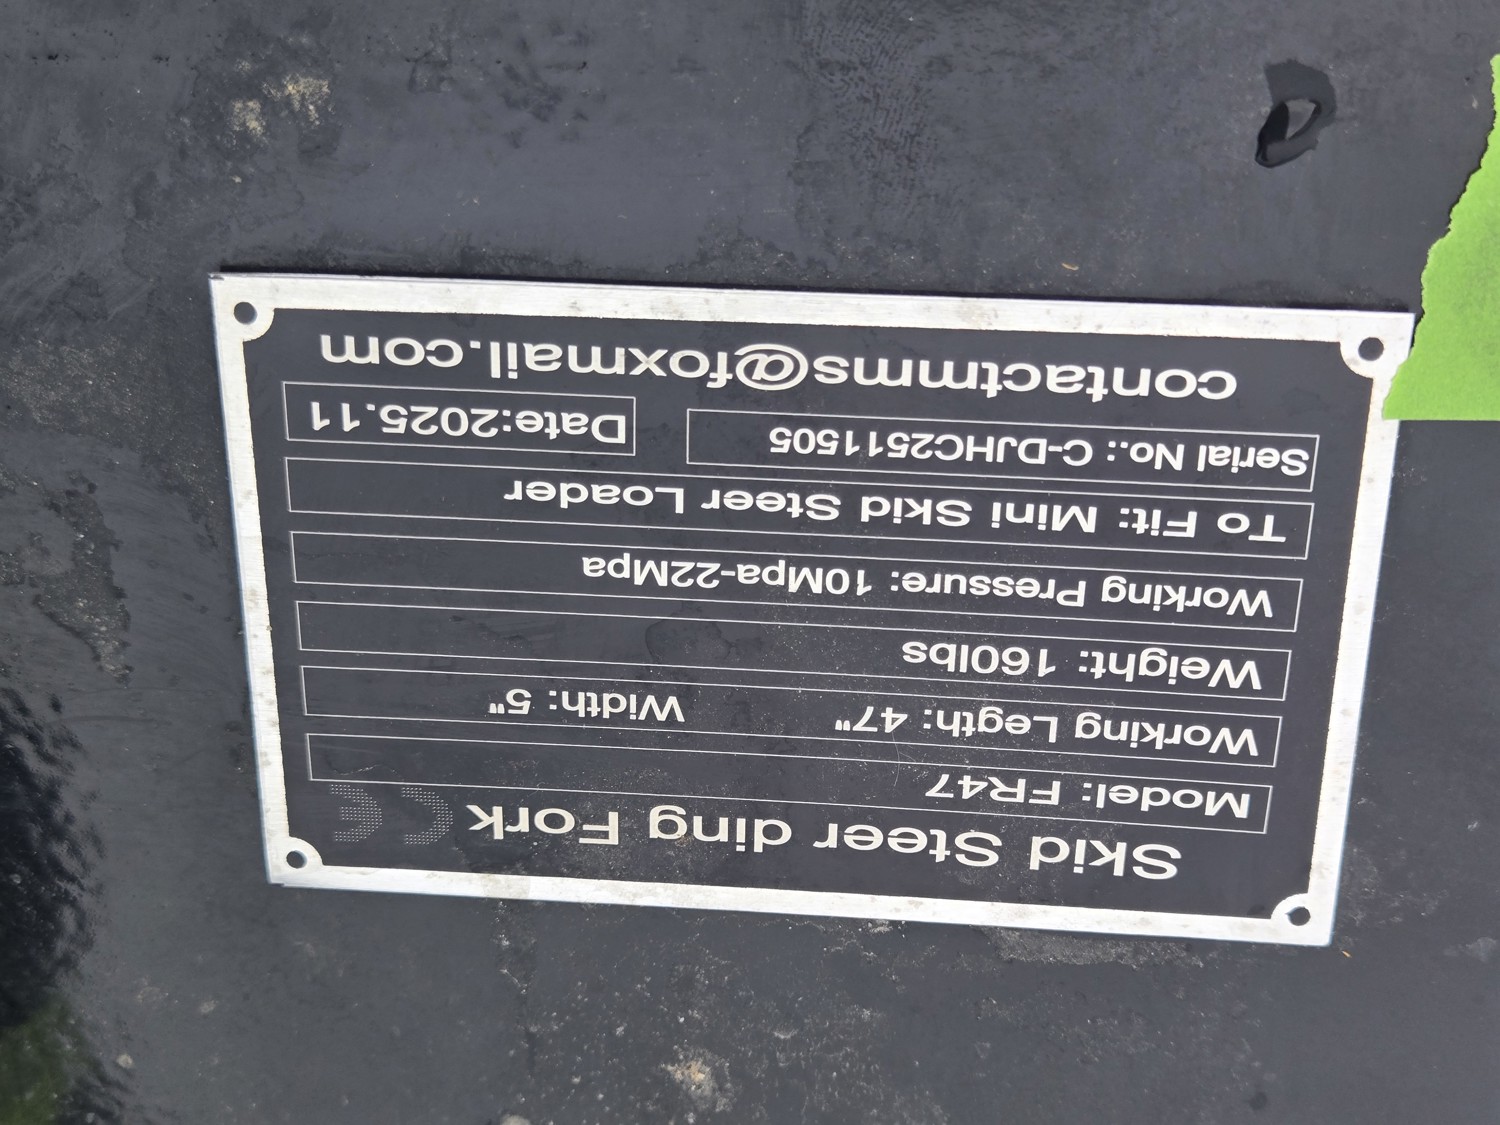 Skid Steer ding Fork CE
Model: FR47
Working Legth: 47" Width: 5"
Weight: 160lbs
Working Pressure: 10Mpa-22Mpa
To Fit: Mini Skid Steer Loader
Serial No.: C-DJHC2511505 Date:2025.11
contactmms@foxmail.com